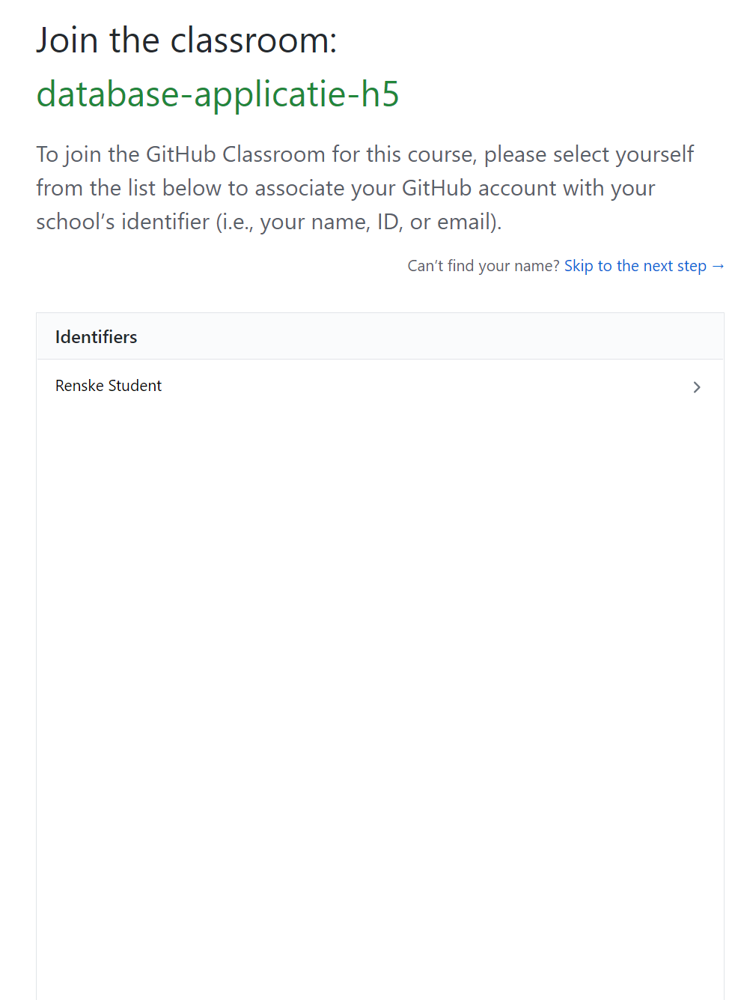 Join the classroom:
database-applicatie-h5
To join the GitHub Classroom for this course, please select yourself
from the list below to associate your GitHub account with your
school’s identifier (i.e., your name, ID, or email).
Can’t find your name? Skip to the next step →
Identifiers
Renske Student